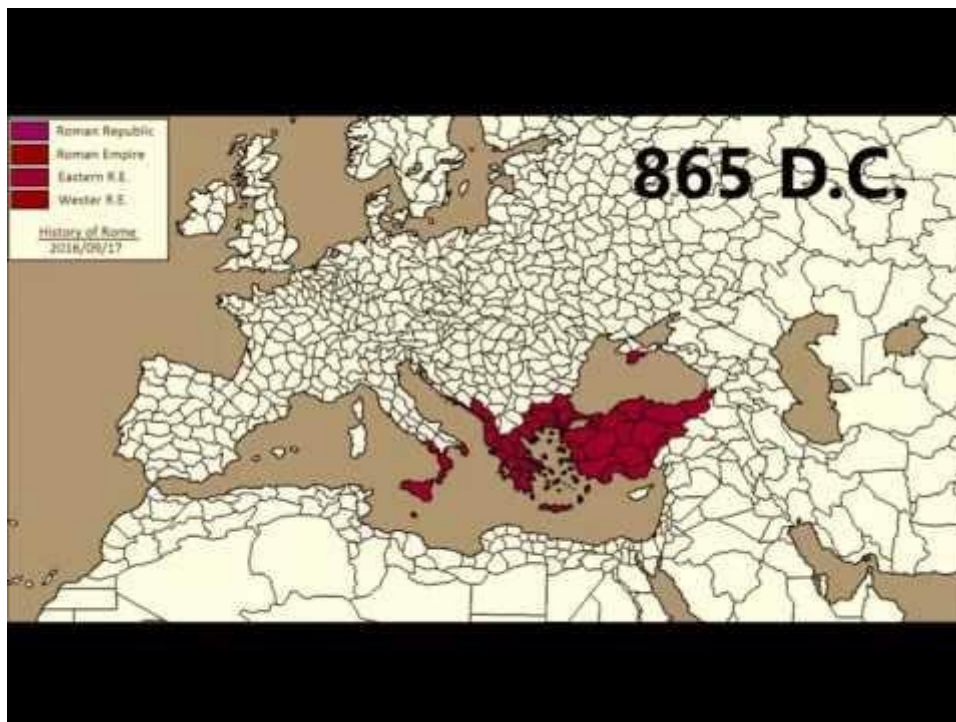 Roman Republic
Roman Empire
Eastern R.E.
Wester R.E.
History of Rome
2016/09/17
865 D.C.